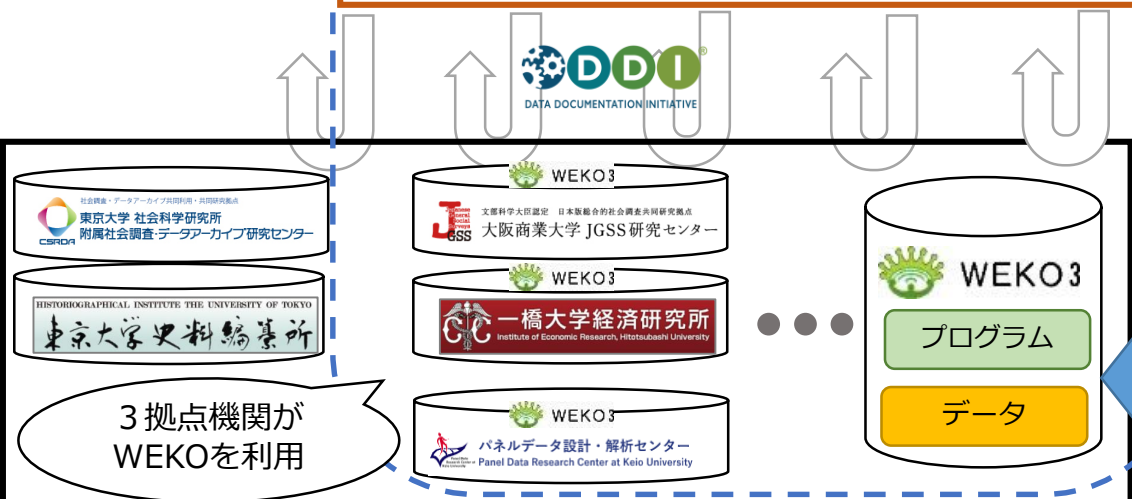 DDI®
DATA DOCUMENTATION INITIATIVE
社会調査・データアーカイブ共同利用・共同研究拠点
CSRDA
東京大学 社会科学研究所
附属社会調査・データアーカイブ研究センター
HISTORIOGRAPHICAL INSTITUTE THE UNIVERSITY OF TOKYO
東京大学史料編纂所
3拠点機関が
WEKOを利用
WEKO3
Japanese
General
Social
Surveys
JGSS
文部科学大臣認定 日本版総合的社会調査共同研究拠点
大阪商業大学 JGSS研究センター
WEKO3
一橋大学経済研究所
Institute of Economic Research, Hitotsubashi University
WEKO3
パネルデータ設計・解析センター
Panel Data Research Center at Keio University
WEKO3
プログラム
データ